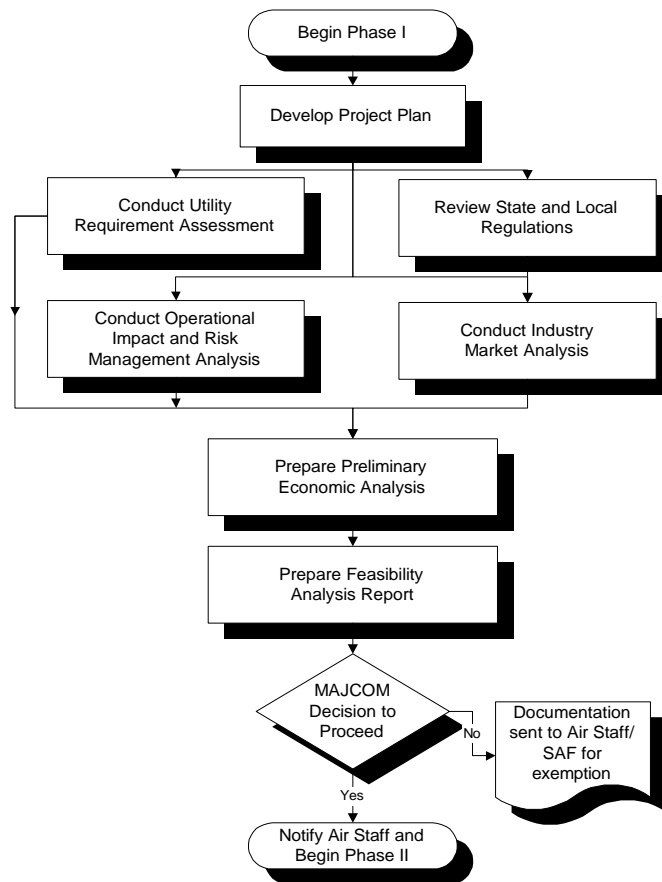 Begin Phase I
Develop Project Plan
Conduct Utility
Requirement Assessment
Review State and Local
Regulations
Conduct Operational
Impact and Risk
Management Analysis
Conduct Industry
Market Analysis
Prepare Preliminary
Economic Analysis
Prepare Feasibility
Analysis Report
MAJCOM
Decision to
Proceed
No
Documentation
sent to Air Staff/
SAF for
exemption
Yes
Notify Air Staff and
Begin Phase II